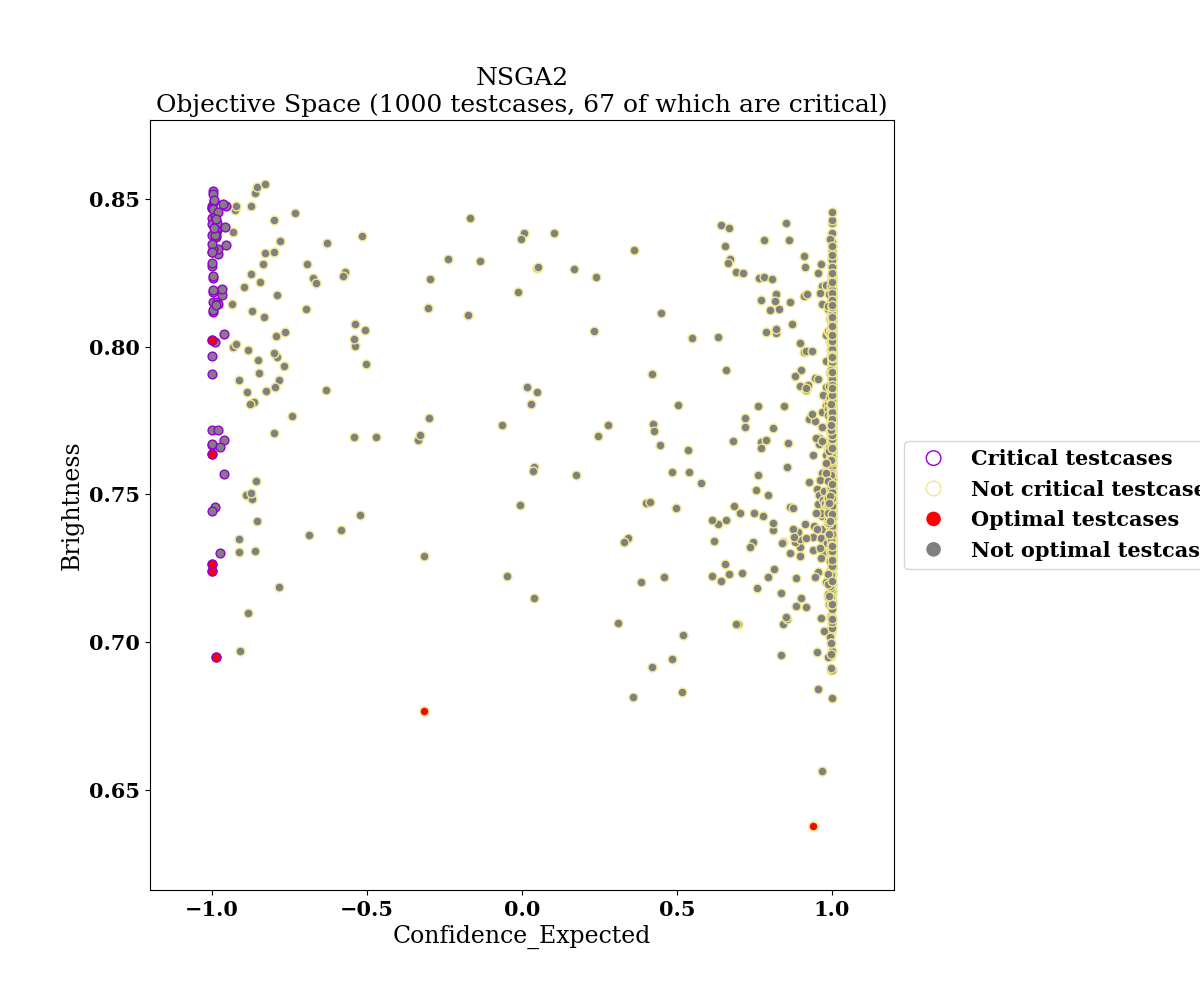 NSGA2
Objective Space (1000 testcases, 67 of which are critical)
0.85
0.80
0.75
0.70
0.65
Brightness
−1.0
−0.5
0.0
0.5
1.0
Confidence_Expected
Critical testcases
Not critical testcase
Optimal testcases
Not optimal testcas